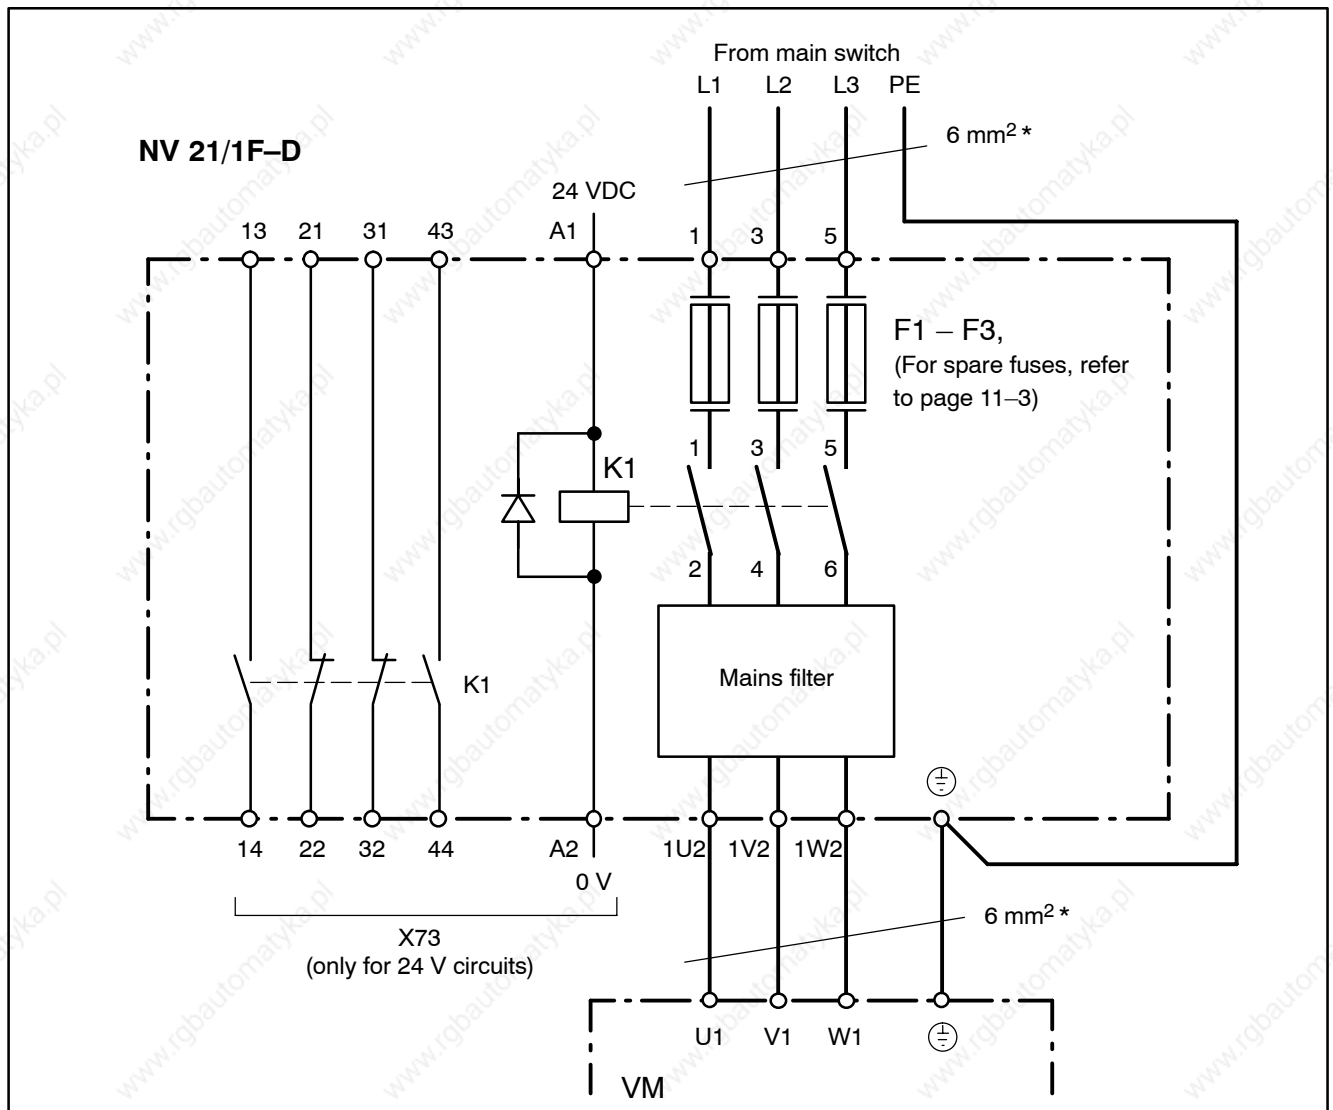 From main switch
L1 L2 L3 PE
6 mm² *
NV 21/1F–D
24 VDC
13 21 31 43 A1 1 3 5
F1 – F3,
(For spare fuses, refer
to page 11–3)
1 3 5
K1
2 4 6
Mains filter
K1
14 22 32 44 A2 1U2 1V2 1W2
0 V
6 mm² *
X73
(only for 24 V circuits)
U1 V1 W1
VM
www.rgbautomatyka.pl